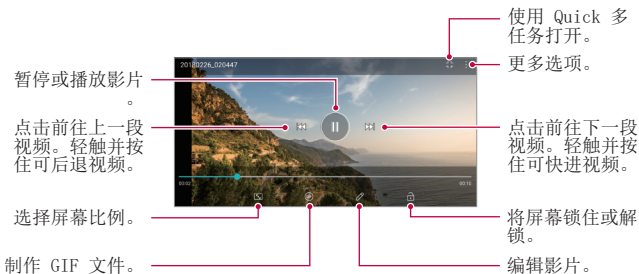 使用 Quick 多
任务打开。
20180226_020447
更多选项。
暂停或播放影片
。
点击前往上一段
视频。轻触并按
住可后退视频。
点击前往下一段
视频。轻触并按
住可快进视频。
00:02
00:10
选择屏幕比例。
将屏幕锁住或解
锁。
制作 GIF 文件。
编辑影片。